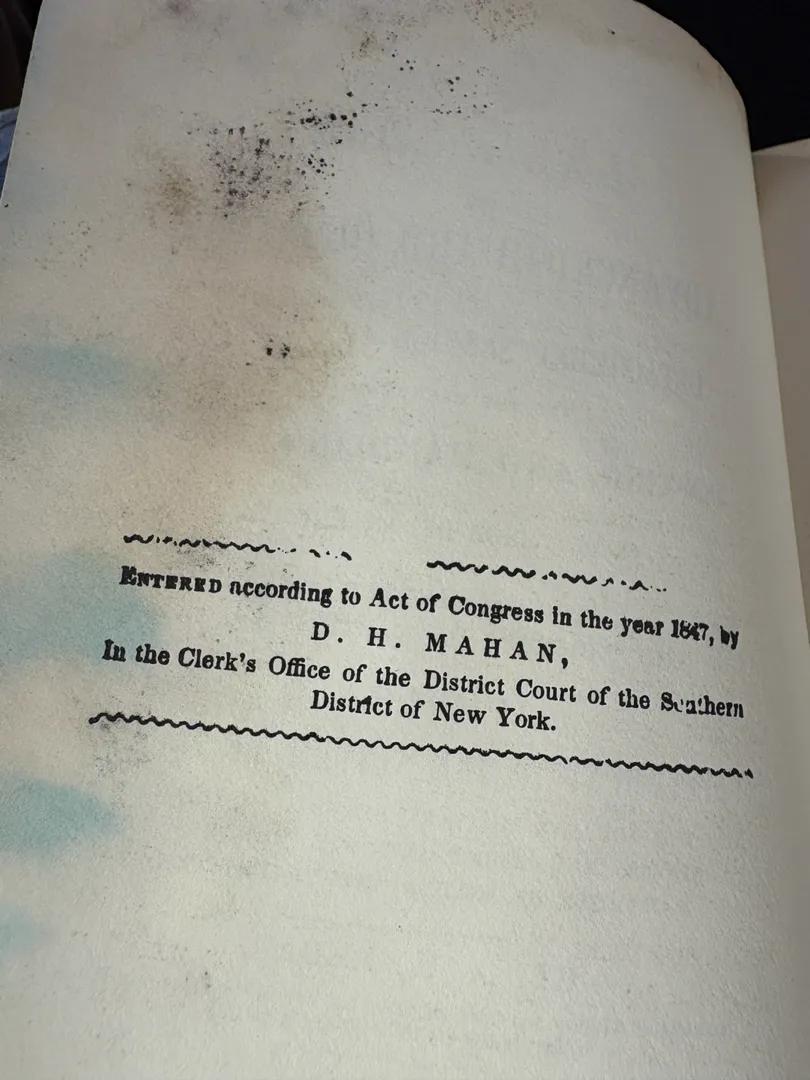 ENTERED according to Act of Congress in the year 1847, by
D. H. MAHAN,
In the Clerk's Office of the District Court of the Southern
District of New York.